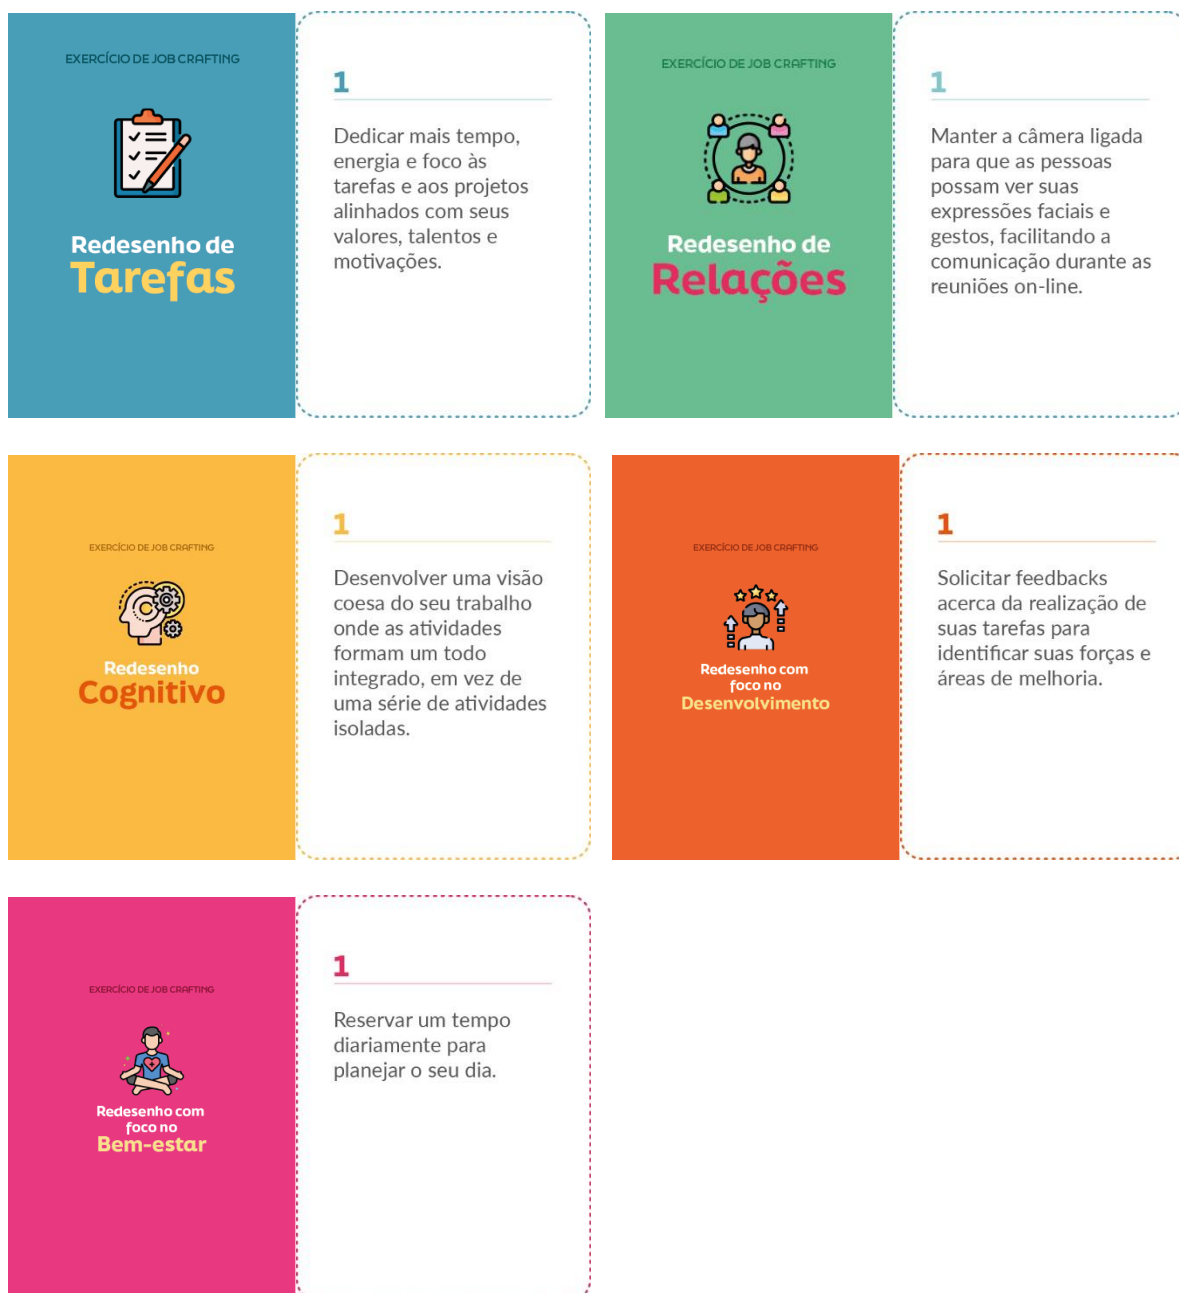 EXERCÍCIO DE JOB CRAFTING
Redesenho de
Tarefas
1
Dedicar mais tempo,
energia e foco às
tarefas e aos projetos
alinhados com seus
valores, talentos e
motivações.
EXERCÍCIO DE JOB CRAFTING
Redesenho de
Relações
1
Manter a câmera ligada
para que as pessoas
possam ver suas
expressões faciais e
gestos, facilitando a
comunicação durante as
reuniões on-line.
EXERCÍCIO DE JOB CRAFTING
Redesenho
Cognitivo
1
Desenvolver uma visão
coesa do seu trabalho
onde as atividades
formam um todo
integrado, em vez de
uma série de atividades
isoladas.
EXERCÍCIO DE JOB CRAFTING
Redesenho com
foco no
Desenvolvimento
1
Solicitar feedbacks
acerca da realização de
suas tarefas para
identificar suas forças e
áreas de melhoria.
EXERCÍCIO DE JOB CRAFTING
Redesenho com
foco no
Bem-estar
1
Reservar um tempo
diariamente para
planejar o seu dia.